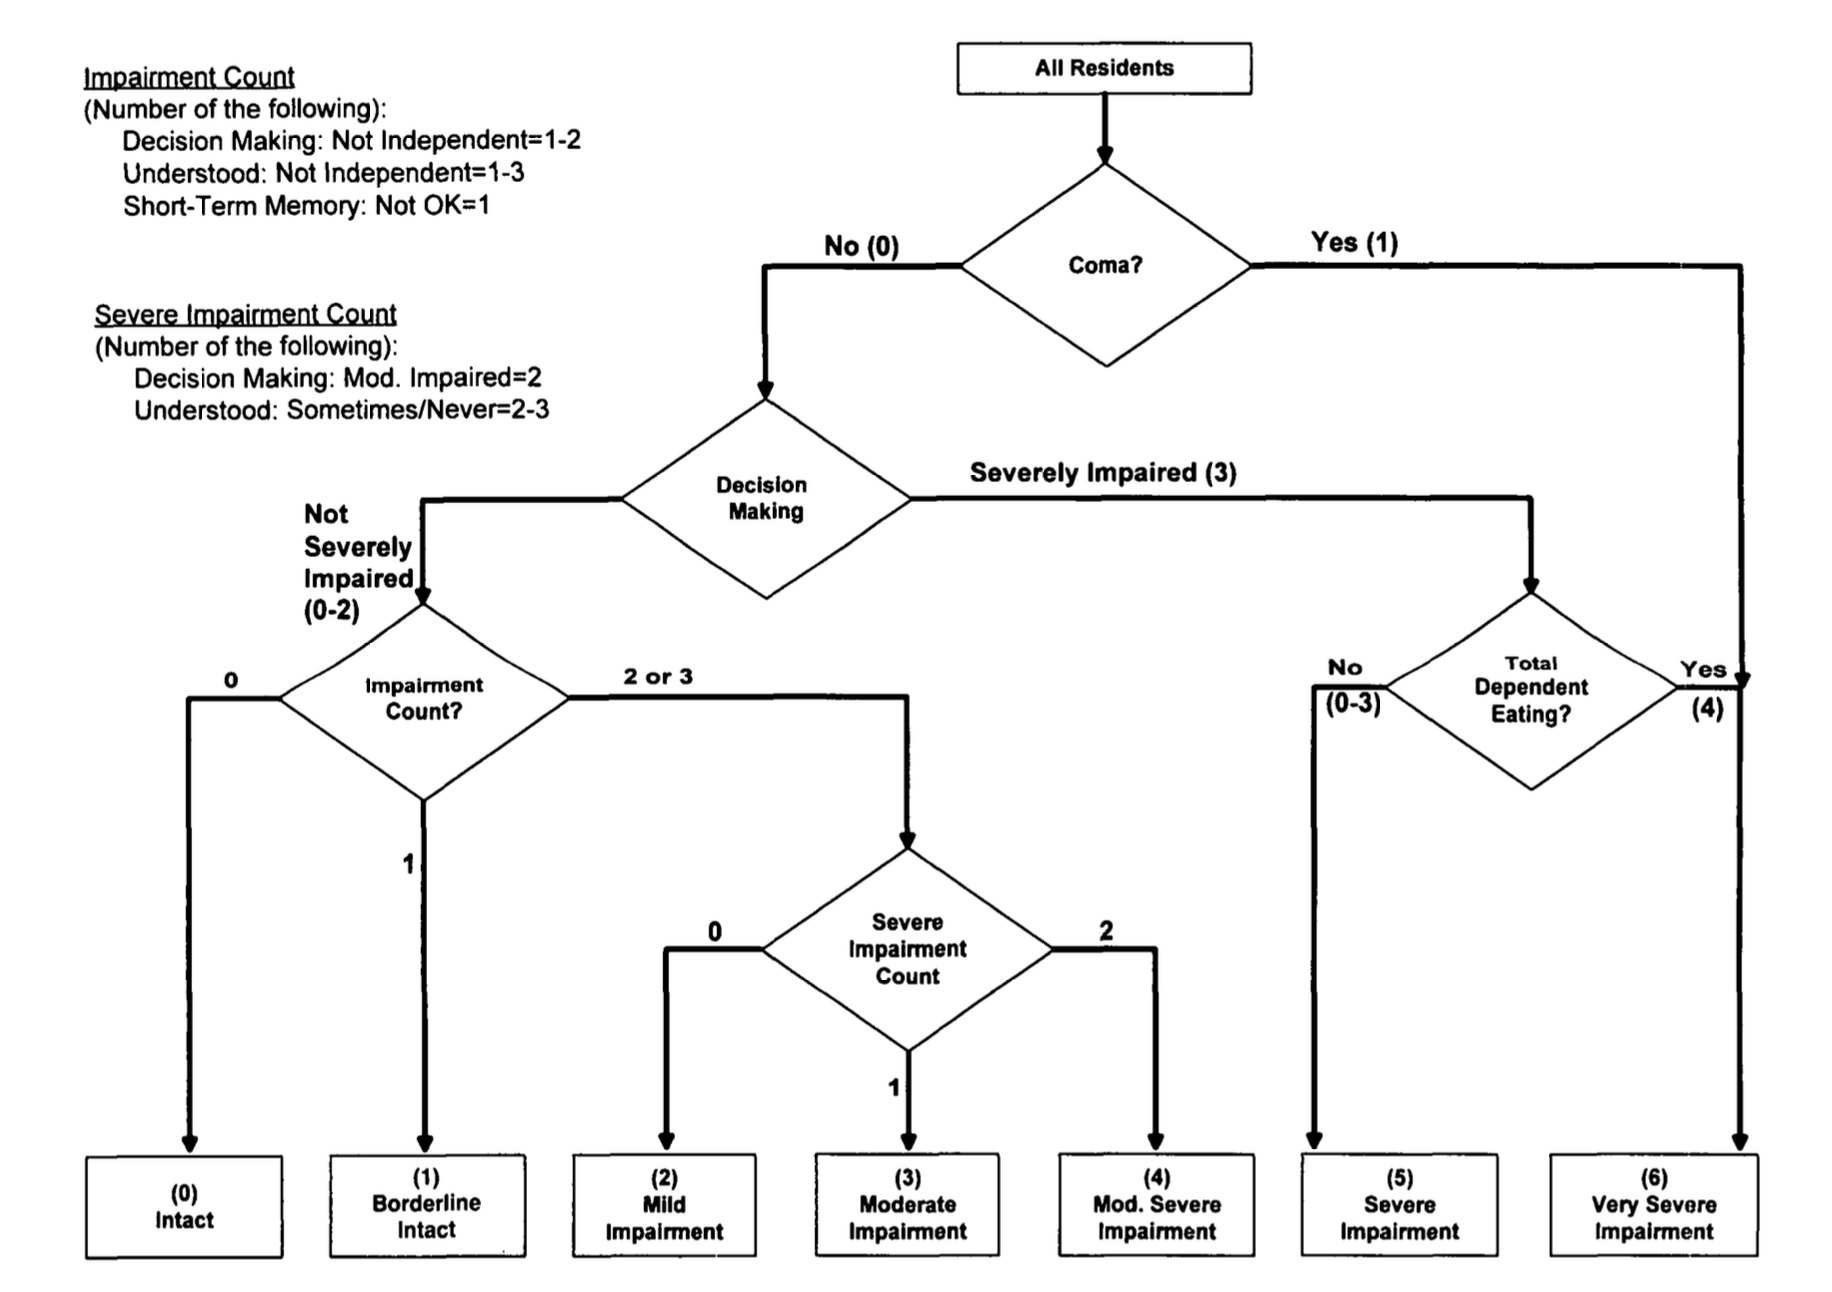 Impairment Count
(Number of the following):
Decision Making: Not Independent=1-2
Understood: Not Independent=1-3
Short-Term Memory: Not OK=1
Severe Impairment Count
(Number of the following):
Decision Making: Mod. Impaired=2
Understood: Sometimes/Never=2-3
All Residents
No (0)
Coma?
Yes (1)
Decision
Making
Severely Impaired (3)
Not
Severely
Impaired
(0-2)
0
Impairment
Count?
2 or 3
1
No
(0-3)
Total
Dependent
Eating?
Yes
(4)
0
Severe
Impairment
Count
2
1
(0)
Intact
(1)
Borderline
Intact
(2)
Mild
Impairment
(3)
Moderate
Impairment
(4)
Mod. Severe
Impairment
(5)
Severe
Impairment
(6)
Very Severe
Impairment